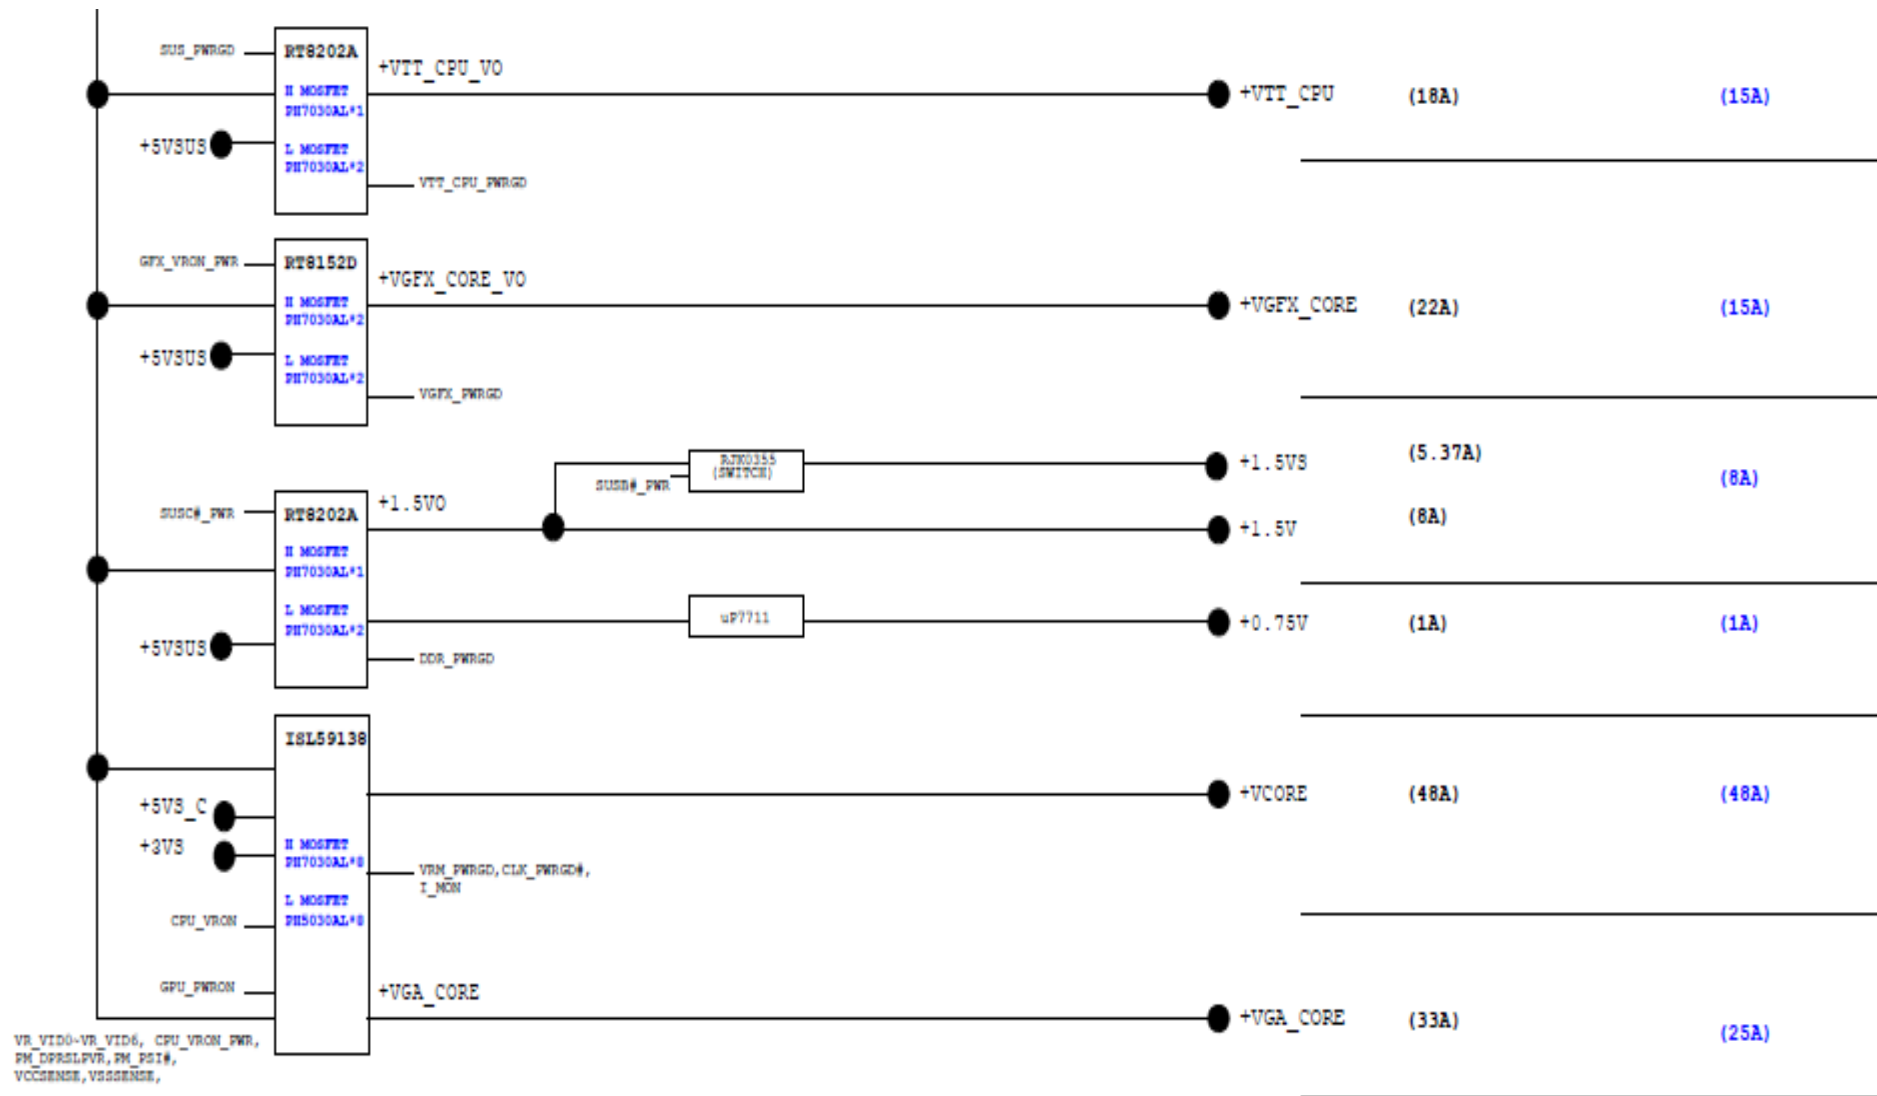 SUS_PWRGD
RT8202A
+VTT_CPU_VO
H MOSFET
PH7030AL*1
+VTT_CPU (18A) (15A)
+5VSUS
L MOSFET
PH7030AL*2
VTT_CPU_PWRGD
GFX_VRON_PWR
RT8152D
+VGFX_CORE_VO
H MOSFET
PH7030AL*2
+VGFX_CORE (22A) (15A)
+5VSUS
L MOSFET
PH7030AL*2
VGFX_PWRGD
RJK0355
(SWITCH)
SUSB#_PWR
+1.5VS (5.37A)
(8A)
SUSC#_PWR
RT8202A
+1.5VO
+1.5V (8A)
H MOSFET
PH7030AL*1
L MOSFET
PH7030AL*2
uP7711
+0.75V (1A) (1A)
+5VSUS
DDR_PWRGD
ISL59138
+VCORE (48A) (48A)
+5VS_C
+3VS
H MOSFET
PH7030AL*8
L MOSFET
PH5030AL*8
VRM_PWRGD,CLK_PWRGD#,
I_MON
CPU_VRON
GPU_PWRON
+VGA_CORE
+VGA_CORE (33A) (25A)
VR_VID0~VR_VID6, CPU_VRON_PWR,
PM_DPRSLPVR,PM_PSI#,
VCCSENSE,VSSSENSE,